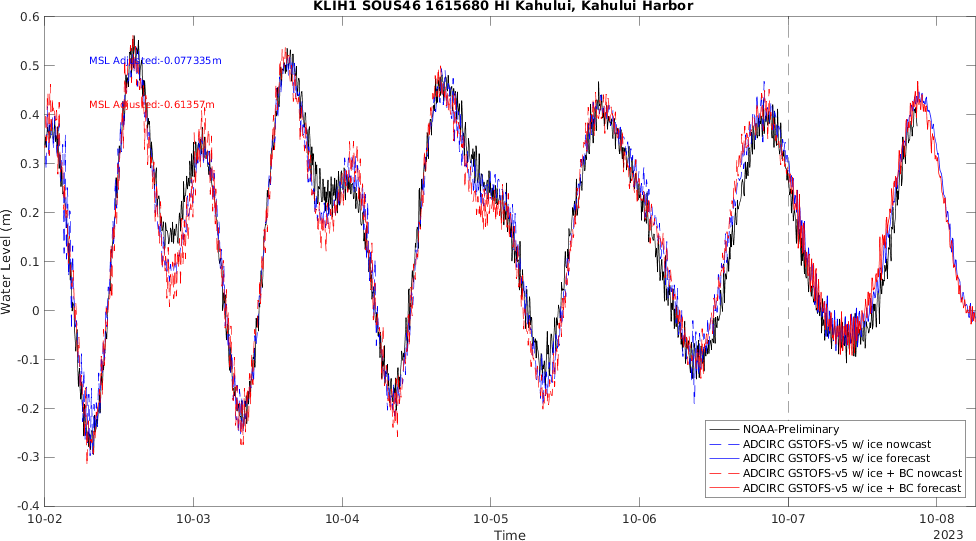 KLIH1 SOUS46 1615680 HI Kahului, Kahului Harbor
0.6
0.5
0.4
0.3
0.2
0.1
0
-0.1
-0.2
-0.3
-0.4
Water Level (m)
MSL Adjusted:-0.077335m
MSL Adjusted:-0.61357m
NOAA-Preliminary
ADCIRC GSTOFS-v5 w/ ice nowcast
ADCIRC GSTOFS-v5 w/ ice forecast
ADCIRC GSTOFS-v5 w/ ice + BC nowcast
ADCIRC GSTOFS-v5 w/ ice + BC forecast
10-02 10-03 10-04 10-05 10-06 10-07 10-08
Time
2023